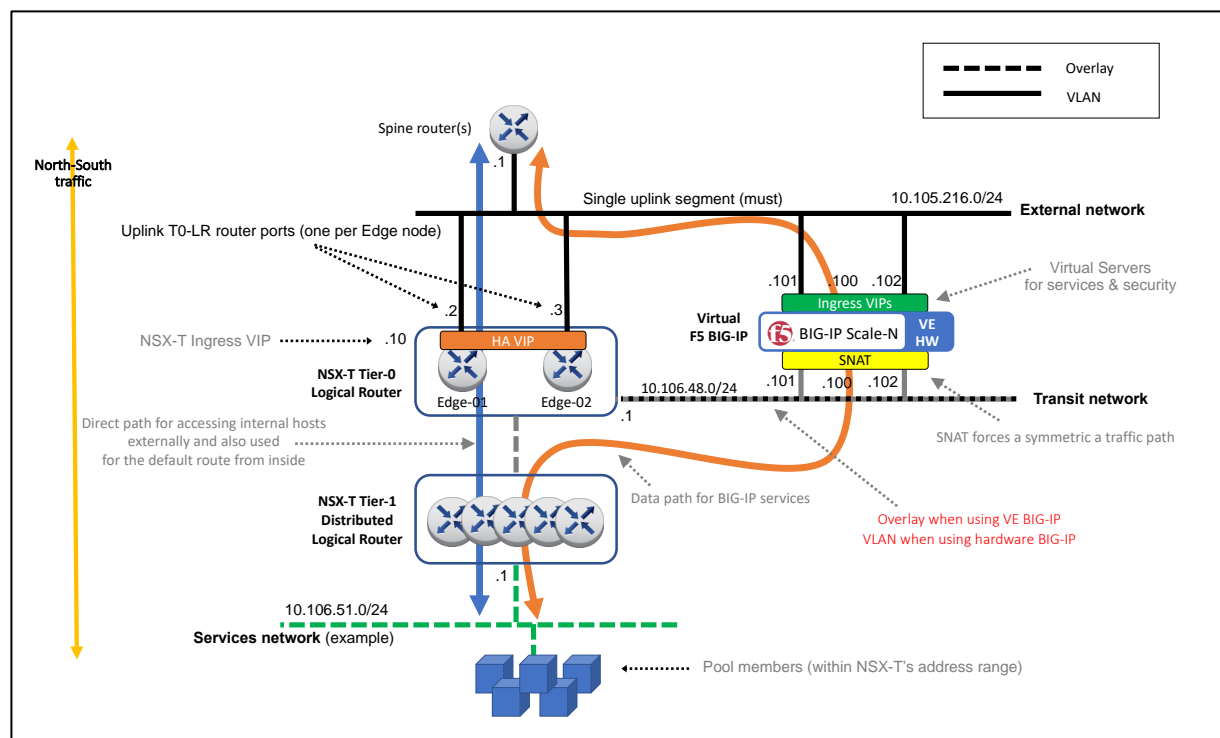 Overlay
VLAN
Spine router(s)
.1
North-South
traffic
Single uplink segment (must)
10.105.216.0/24
External network
Uplink T0-LR router ports (one per Edge node)
.2
.3
.101
.100
.102
Virtual Servers
for services & security
Ingress VIPs
Virtual
F5 BIG-IP
f5
BIG-IP Scale-N
VE
HW
SNAT
NSX-T Ingress VIP
.10
HA VIP
NSX-T Tier-0
Logical Router
Edge-01
Edge-02
10.106.48.0/24
.101
.100
.102
.1
Transit network
SNAT forces a symmetric a traffic path
Direct path for accessing internal hosts
externally and also used
for the default route from inside
Data path for BIG-IP services
NSX-T Tier-1
Distributed
Logical Router
Overlay when using VE BIG-IP
VLAN when using hardware BIG-IP
.1
10.106.51.0/24
Services network (example)
Pool members (within NSX-T's address range)